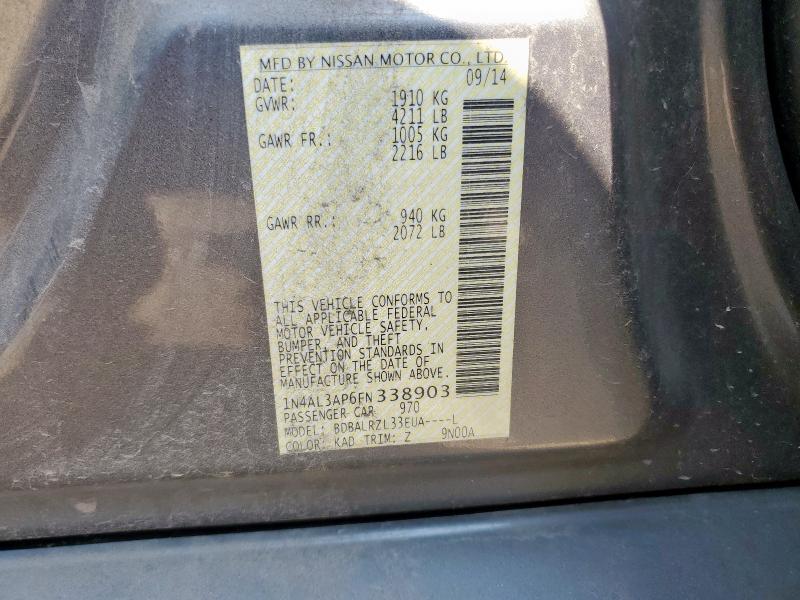 MFD BY NISSAN MOTOR CO., LTD.
DATE: 09/14
GVWR: 1910 KG
4211 LB
GAWR FR.: 1005 KG
2216 LB
GAWR RR.: 940 KG
2072 LB
THIS VEHICLE CONFORMS TO
ALL APPLICABLE FEDERAL
MOTOR VEHICLE SAFETY,
BUMPER, AND THEFT
PREVENTION STANDARDS IN
EFFECT ON THE DATE OF
MANUFACTURE SHOWN ABOVE.
1N4AL3AP6FN338903
PASSENGER CAR 970
MODEL: BDBALRZL33EUA----L
COLOR: KAD TRIM: Z 9N00A